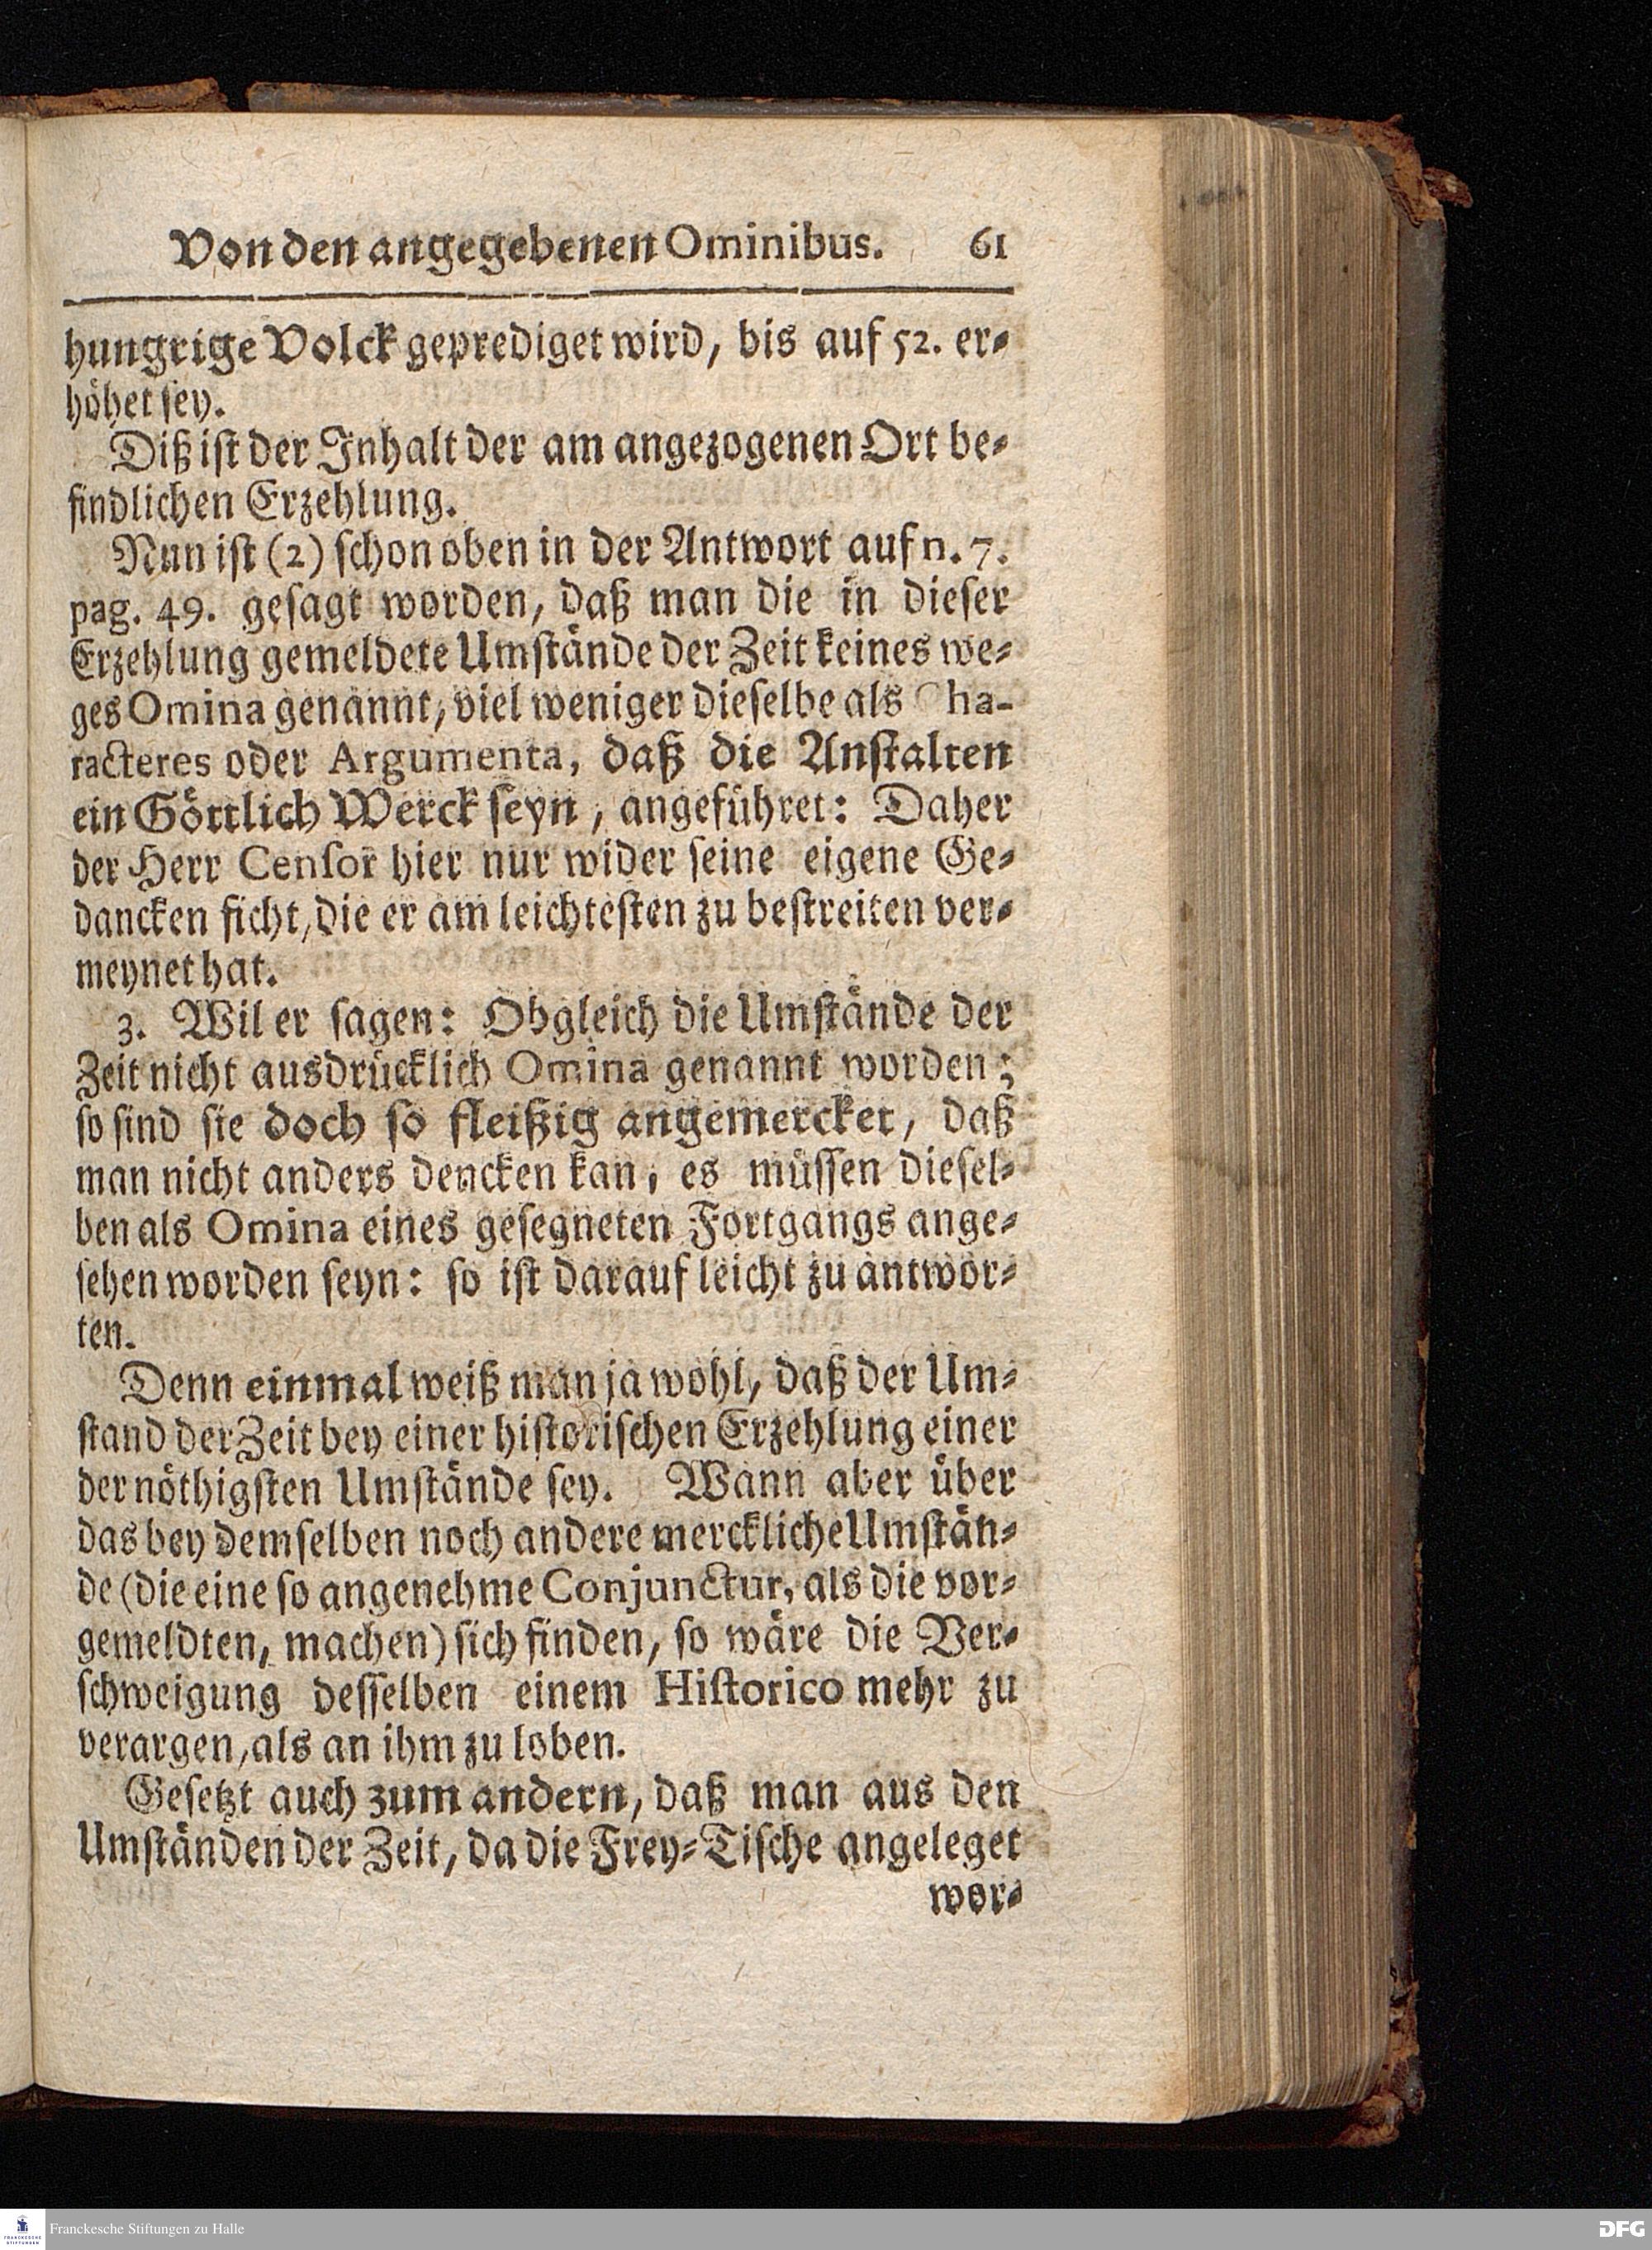 Von den angegebenen Ominibus. 61
hungrige Volck geprediget wird, bis auf 52. er⸗
höhet ſey.
Diß iſt der Inhalt der am angezogenen Ort be⸗
findlichen Erzehlung.
Nun iſt (2) ſchon oben in der Antwort auf n. 7.
pag. 49. geſagt worden, daß man die in dieſer
Erzehlung gemeldete Umſtände der Zeit keines we⸗
ges Omina genannt, viel weniger dieſelbe als Cha-
racteres oder Argumenta, daß die Anſtalten
ein Göttlich Werck ſeyn, angeführet: Daher
der Herr Cenſor hier nur wider ſeine eigene Ge⸗
dancken ficht, die er am leichteſten zu beſtreiten ver⸗
meynet hat.
3. Wil er ſagen: Obgleich die Umſtände der
Zeit nicht ausdrücklich Omina genannt worden;
ſo ſind ſie doch ſo fleißig angemercket, daß
man nicht anders dencken kan, es müſſen dieſel⸗
ben als Omina eines geſegneten Fortgangs ange⸗
ſehen worden ſeyn: ſo iſt darauf leicht zu antwor⸗
ten.
Denn einmal weiß man ja wohl, daß der Um⸗
ſtand der Zeit bey einer hiſtoriſchen Erzehlung einer
der nöthigſten Umſtände ſey. Wann aber über
das bey demſelben noch andere merckliche Umſtän⸗
de (die eine ſo angenehme Conjunctur, als die vor⸗
gemeldten, machen) ſich finden, ſo wäre die Ver⸗
ſchweigung deſſelben einem Hiſtorico mehr zu
verargen, als an ihm zu loben.
Geſetzt auch zum andern, daß man aus den
Umſtänden der Zeit, da die Frey⸗Tiſche angeleget
wor⸗
Franckesche Stiftungen zu Halle
FRANCKESCHE
STIFTUNGEN
DFG